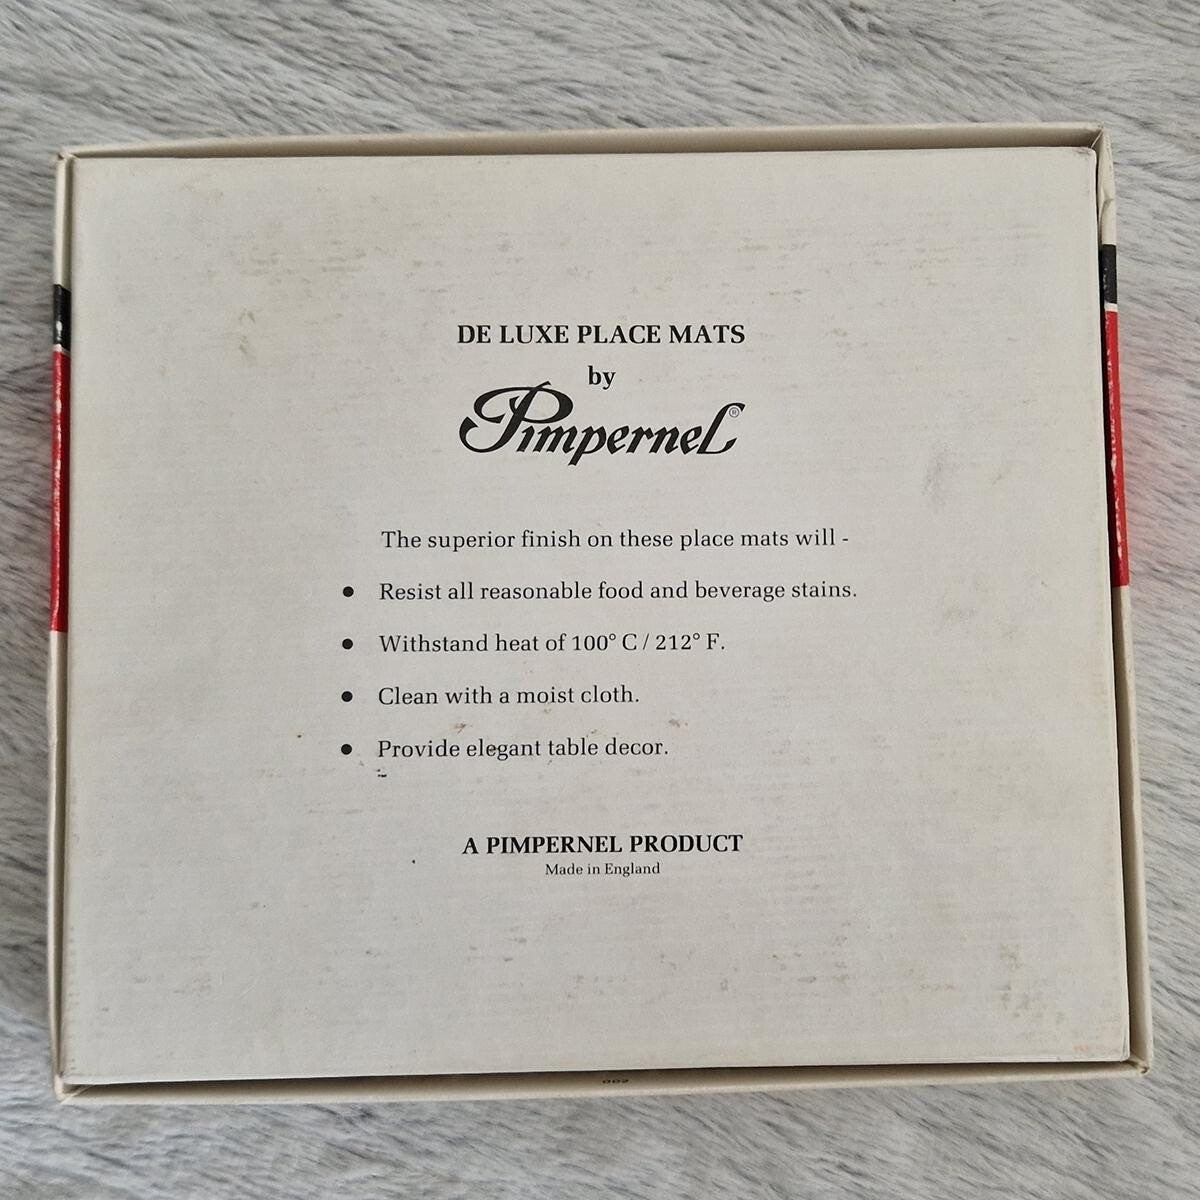 DE LUXE PLACE MATS
by
Pimpernel®
The superior finish on these place mats will -
● Resist all reasonable food and beverage stains.
● Withstand heat of 100° C / 212° F.
● Clean with a moist cloth.
● Provide elegant table decor.
A PIMPERNEL PRODUCT
Made in England